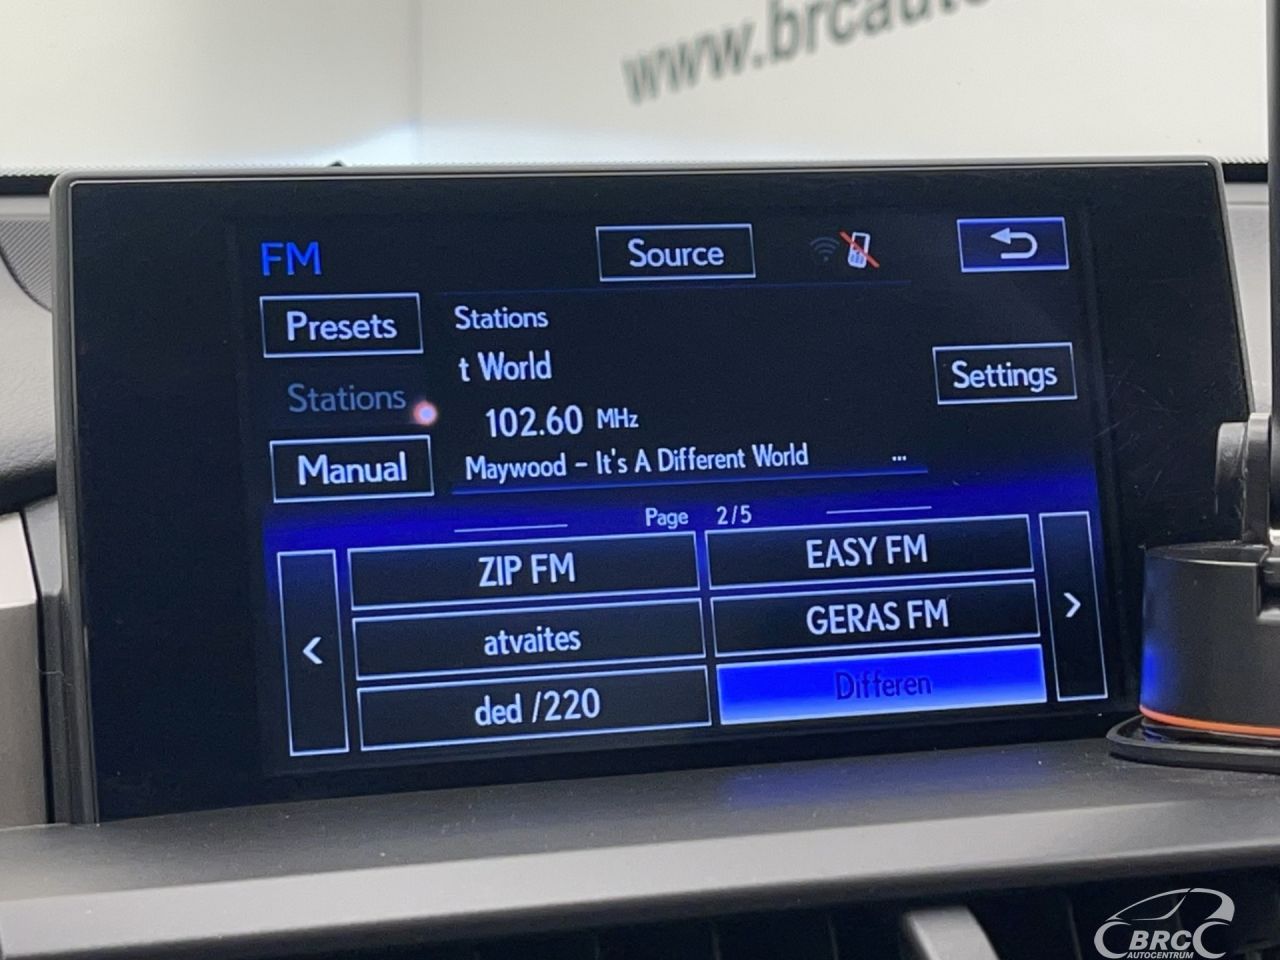 www.brcauto
FM
Source
Presets
Stations
t World
Settings
Stations
102.60 MHz
Manual
Maywood - It's A Different World ...
Page 2/5
ZIP FM
EASY FM
atvaites
GERAS FM
<
>
ded /220
Differen
BRC
AUTOCENTRUM